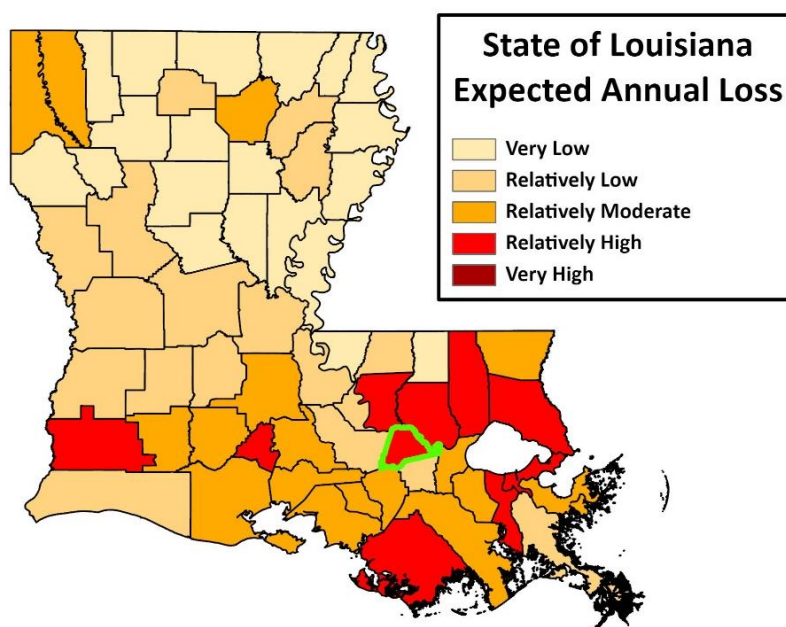 State of Louisiana
Expected Annual Loss
Very Low
Relatively Low
Relatively Moderate
Relatively High
Very High